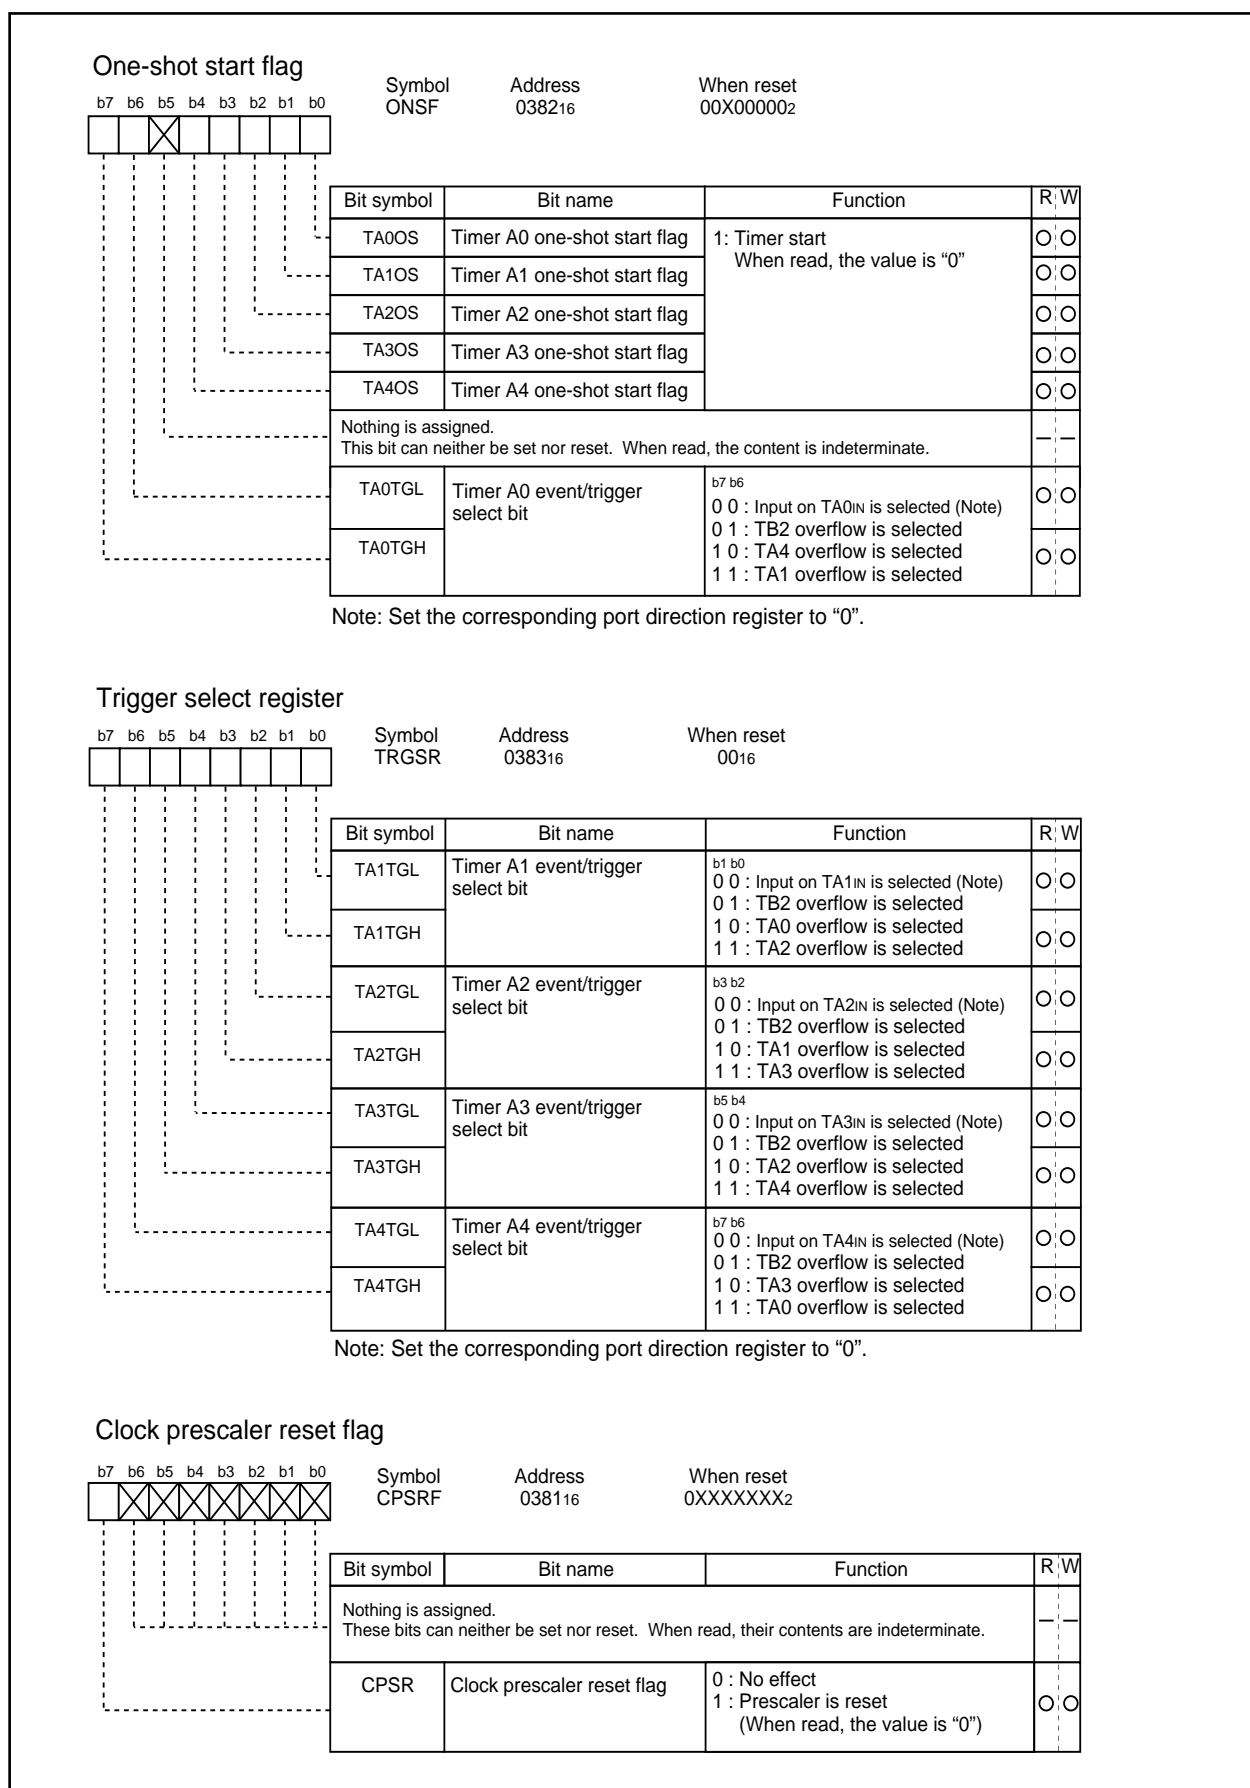 One-shot start flag
Symbol Address When reset
ONSF 038216 00X000002
b7 b6 b5 b4 b3 b2 b1 b0
Bit symbol Bit name Function R W
TA0OS Timer A0 one-shot start flag 1: Timer start
When read, the value is “0”
TA1OS Timer A1 one-shot start flag
TA2OS Timer A2 one-shot start flag
TA3OS Timer A3 one-shot start flag
TA4OS Timer A4 one-shot start flag
Nothing is assigned.
This bit can neither be set nor reset. When read, the content is indeterminate.
TA0TGL Timer A0 event/trigger
select bit
b7 b6
0 0 : Input on TA0IN is selected (Note)
0 1 : TB2 overflow is selected
1 0 : TA4 overflow is selected
1 1 : TA1 overflow is selected
TA0TGH
Note: Set the corresponding port direction register to “0”.
Trigger select register
Symbol Address When reset
TRGSR 038316 0016
b7 b6 b5 b4 b3 b2 b1 b0
Bit symbol Bit name Function R W
TA1TGL Timer A1 event/trigger
select bit
b1 b0
0 0 : Input on TA1IN is selected (Note)
0 1 : TB2 overflow is selected
1 0 : TA0 overflow is selected
1 1 : TA2 overflow is selected
TA1TGH
TA2TGL Timer A2 event/trigger
select bit
b3 b2
0 0 : Input on TA2IN is selected (Note)
0 1 : TB2 overflow is selected
1 0 : TA1 overflow is selected
1 1 : TA3 overflow is selected
TA2TGH
TA3TGL Timer A3 event/trigger
select bit
b5 b4
0 0 : Input on TA3IN is selected (Note)
0 1 : TB2 overflow is selected
1 0 : TA2 overflow is selected
1 1 : TA4 overflow is selected
TA3TGH
TA4TGL Timer A4 event/trigger
select bit
b7 b6
0 0 : Input on TA4IN is selected (Note)
0 1 : TB2 overflow is selected
1 0 : TA3 overflow is selected
1 1 : TA0 overflow is selected
TA4TGH
Note: Set the corresponding port direction register to “0”.
Clock prescaler reset flag
b7 b6 b5 b4 b3 b2 b1 b0
Symbol Address When reset
CPSRF 038116 0XXXXXXX2
Bit symbol Bit name Function R W
Nothing is assigned.
These bits can neither be set nor reset. When read, their contents are indeterminate.
CPSR Clock prescaler reset flag 0 : No effect
1 : Prescaler is reset
(When read, the value is “0”)